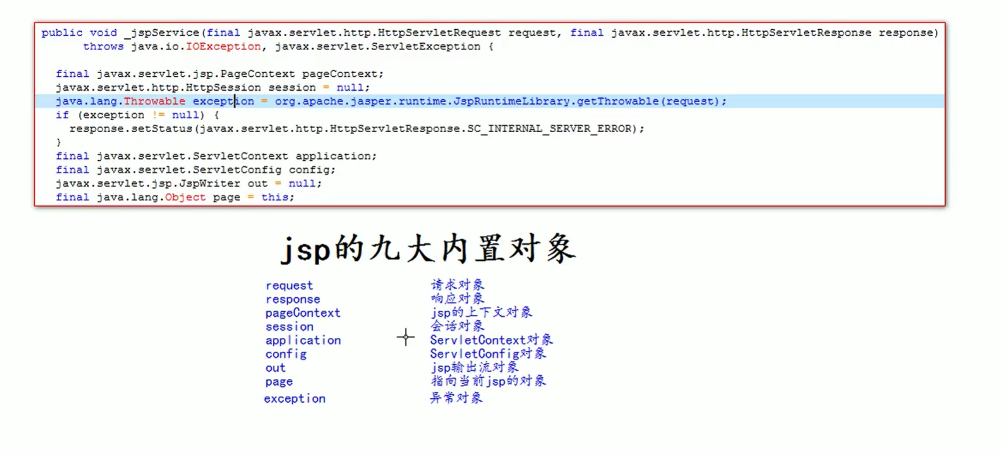 public void _jspService(final javax.servlet.http.HttpServletRequest request, final javax.servlet.http.HttpServletResponse response)
throws java.io.IOException, javax.servlet.ServletException {
final javax.servlet.jsp.PageContext pageContext;
javax.servlet.http.HttpSession session = null;
java.lang.Throwable exception = org.apache.jasper.runtime.JspRuntimeLibrary.getThrowable(request);
if (exception != null) {
response.setStatus(javax.servlet.http.HttpServletResponse.SC_INTERNAL_SERVER_ERROR);
}
final javax.servlet.ServletContext application;
final javax.servlet.ServletConfig config;
javax.servlet.jsp.JspWriter out = null;
final java.lang.Object page = this;
jsp的九大内置对象
request 请求对象
response 响应对象
pageContext jsp的上下文对象
session 会话对象
application ServletContext对象
config ServletConfig对象
out jsp输出流对象
page 指向当前jsp的对象
exception 异常对象